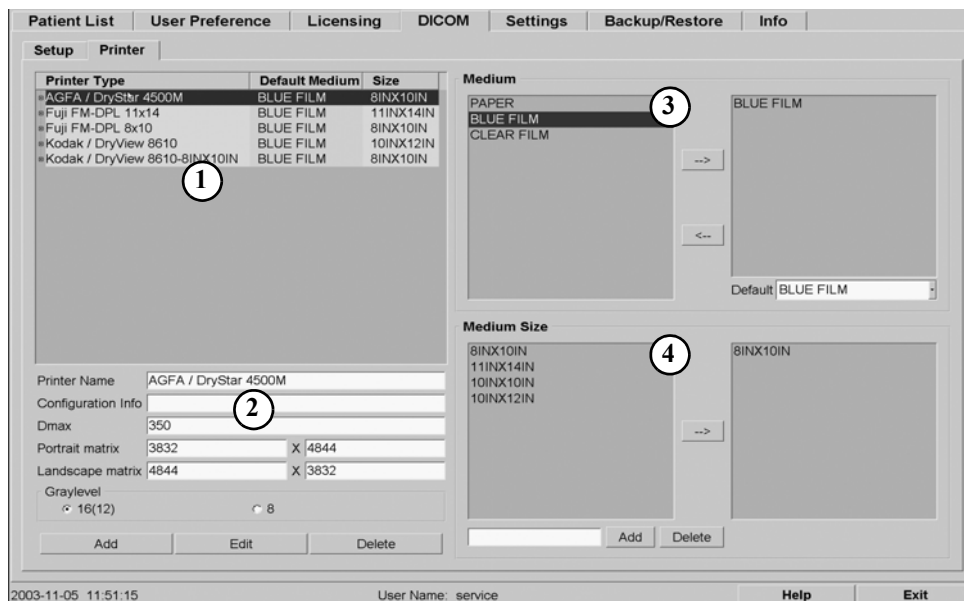 Patient List User Preference Licensing DICOM Settings Backup/Restore Info
Setup Printer
Printer Type Default Medium Size
AGFA / DryStar 4500M BLUE FILM 8INX10IN
Fuji FM-DPL 11x14 BLUE FILM 11INX14IN
Fuji FM-DPL 8x10 BLUE FILM 8INX10IN
Kodak / DryView 8610 BLUE FILM 10INX12IN
Kodak / DryView 8610-8INX10IN BLUE FILM 8INX10IN
1
Printer Name AGFA / DryStar 4500M
Configuration Info
2
Dmax 350
Portrait matrix 3832 X 4844
Landscape matrix 4844 X 3832
Graylevel
16(12) 8
Add Edit Delete
Medium
PAPER
BLUE FILM
CLEAR FILM
3
-->
<--
BLUE FILM
Default BLUE FILM
Medium Size
8INX10IN
11INX14IN
10INX10IN
10INX12IN
4
-->
8INX10IN
Add Delete
2003-11-05 11:51:15 User Name: service Help Exit